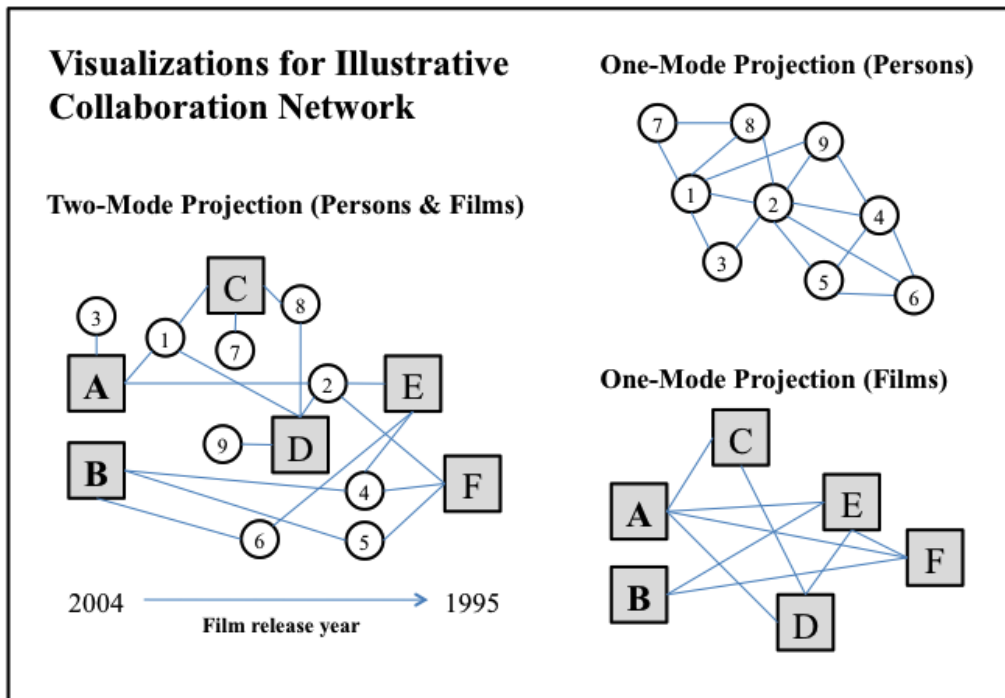 Visualizations for Illustrative
Collaboration Network
Two-Mode Projection (Persons & Films)
C
3
8
1
7
A
2
E
D
9
B
F
4
6
5
2004
1995
Film release year
One-Mode Projection (Persons)
7
8
9
1
2
4
3
5
6
One-Mode Projection (Films)
C
A
E
F
B
D